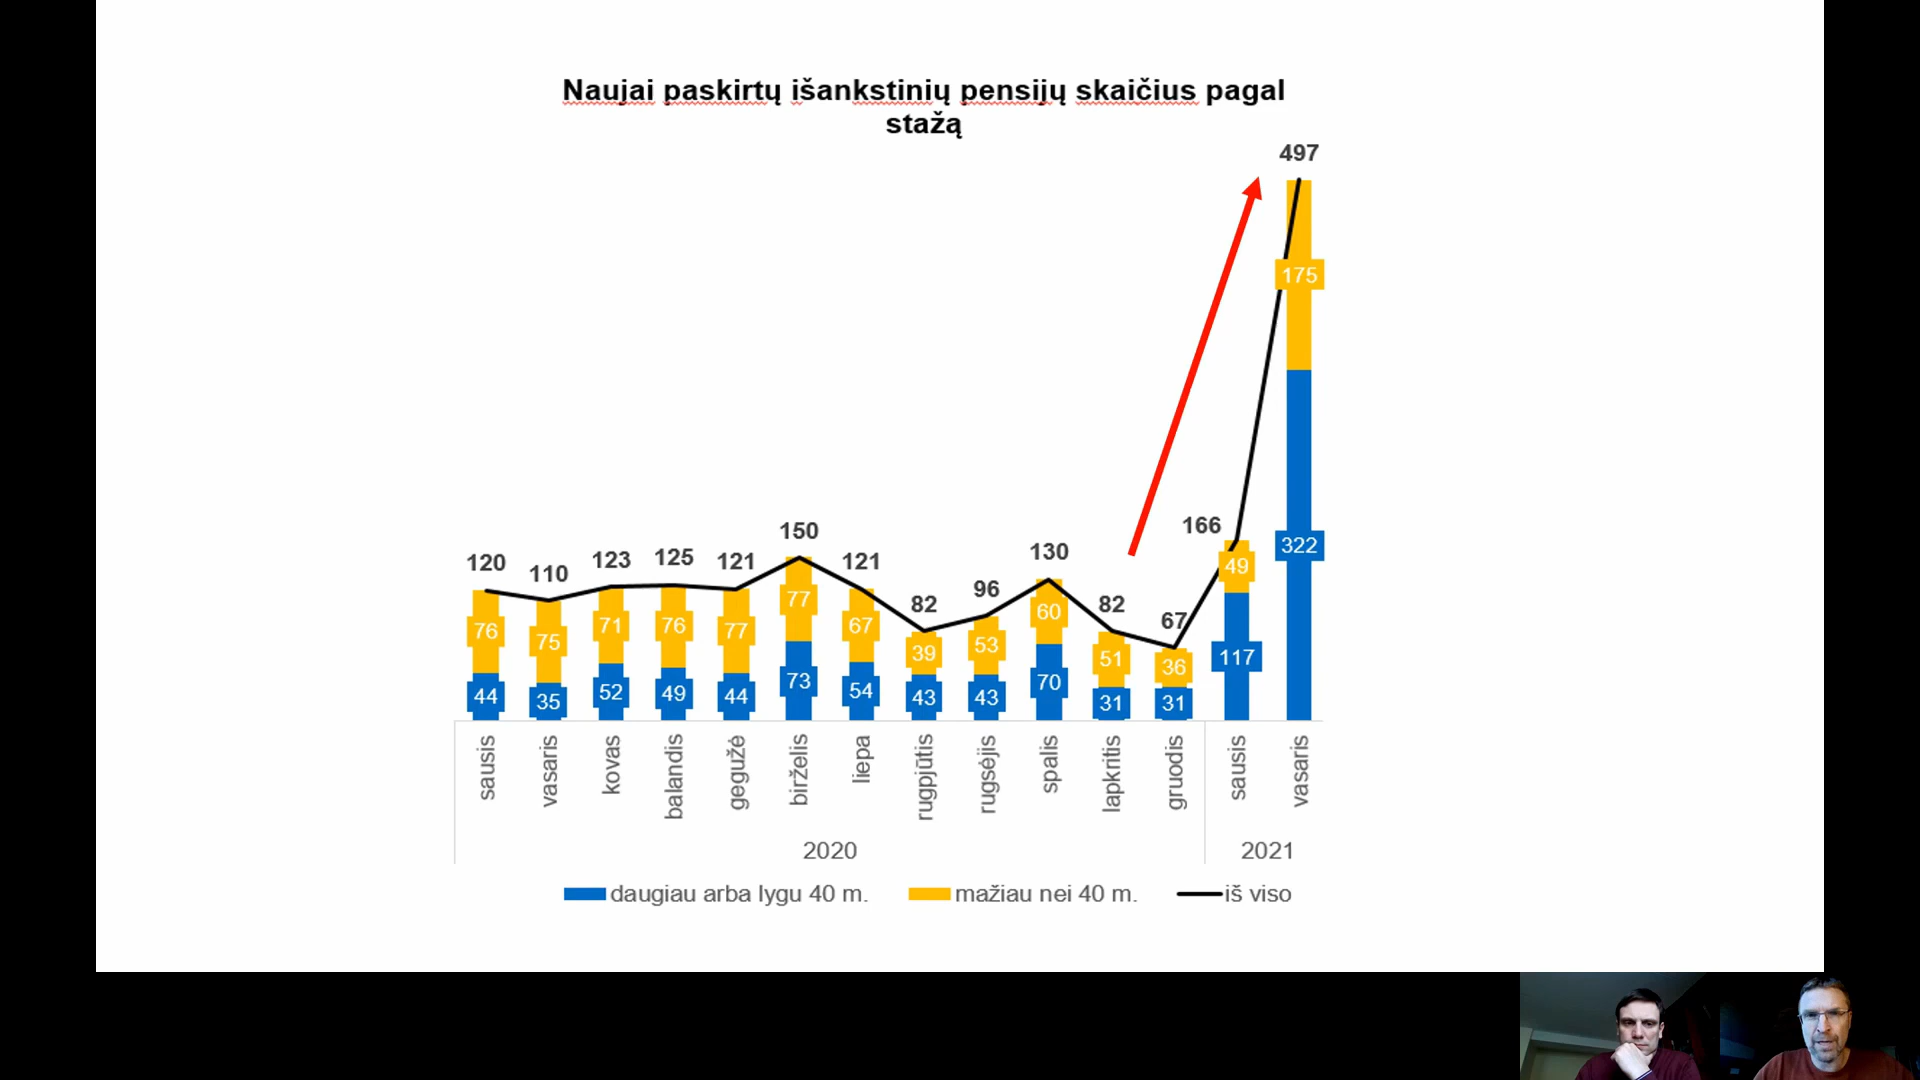 Naujai paskirtų išankstinių pensijų skaičius pagal
stažą
497
175
166
322
150
130
120
110
123
125
121
121
82
96
82
67
49
76
75
71
76
77
77
67
39
53
60
51
36
117
44
35
52
49
44
73
54
43
43
70
31
31
sausis
vasaris
kovas
balandis
gegužė
birželis
liepa
rugpjūtis
rugsėjis
spalis
lapkritis
gruodis
sausis
vasaris
2020
2021
daugiau arba lygu 40 m.
mažiau nei 40 m.
iš viso